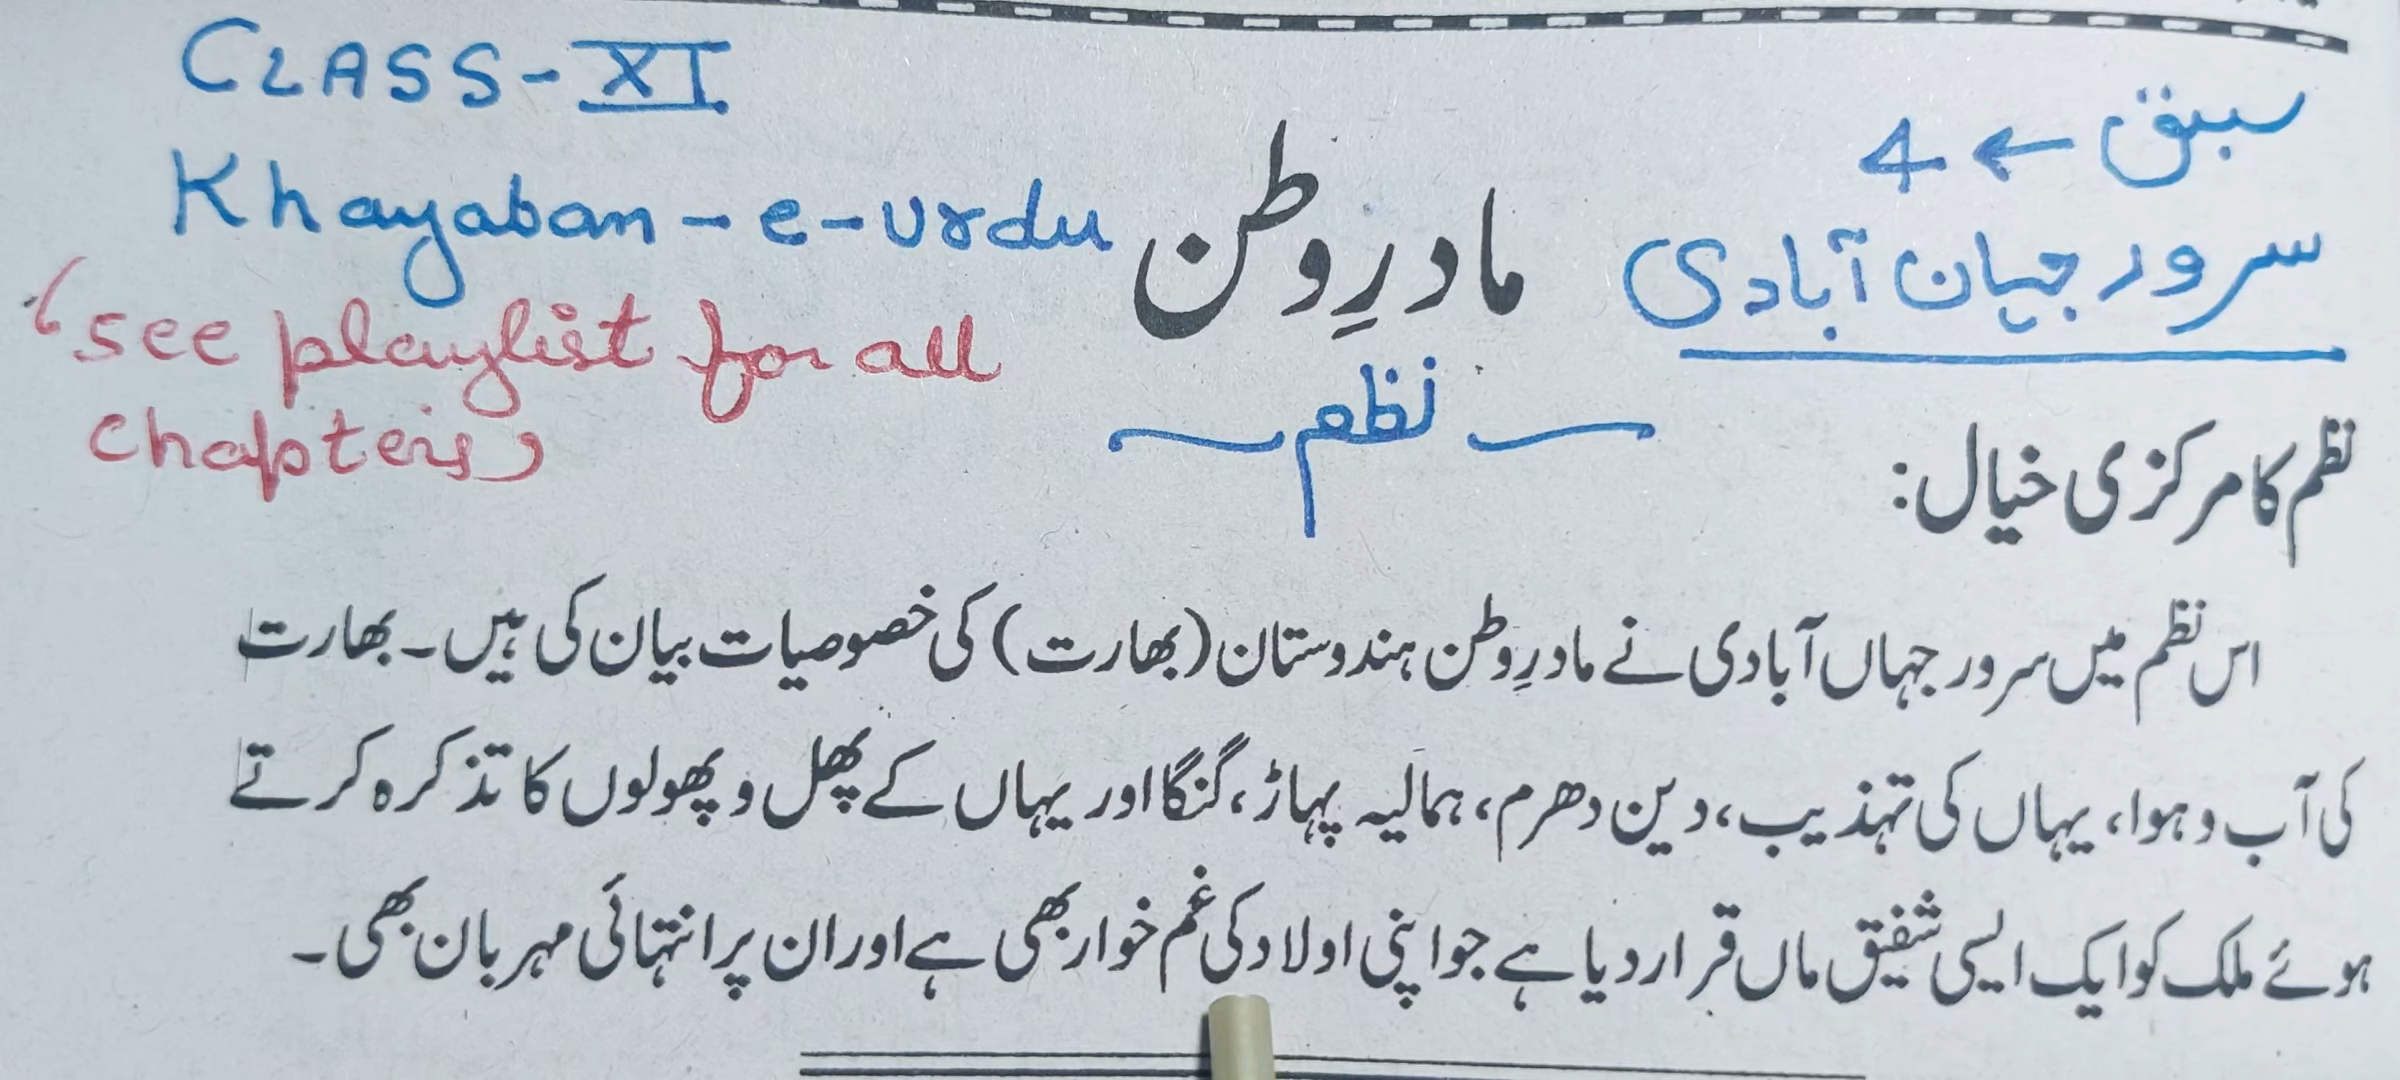 CLASS-XI
سبق ← 4
Khayaban-e-urdu
مادرِ وطن
سرور جہان آبادی
(see playlist for all
chapters)
نظم
نظم کا مرکزی خیال:
اس نظم میں سرور جہاں آبادی نے مادرِ وطن ہندوستان (بھارت) کی خصوصیات بیان کی ہیں۔ بھارت
کی آب و ہوا، یہاں کی تہذیب، دین دھرم، ہمالیہ پہاڑ، گنگا اور یہاں کے پھل و پھولوں کا تذکرہ کرتے
ہوئے ملک کو ایک ایسی شفیق ماں قرار دیا ہے جو اپنی اولاد کی غم خوار بھی ہے اور ان پر انتہائی مہربان بھی۔